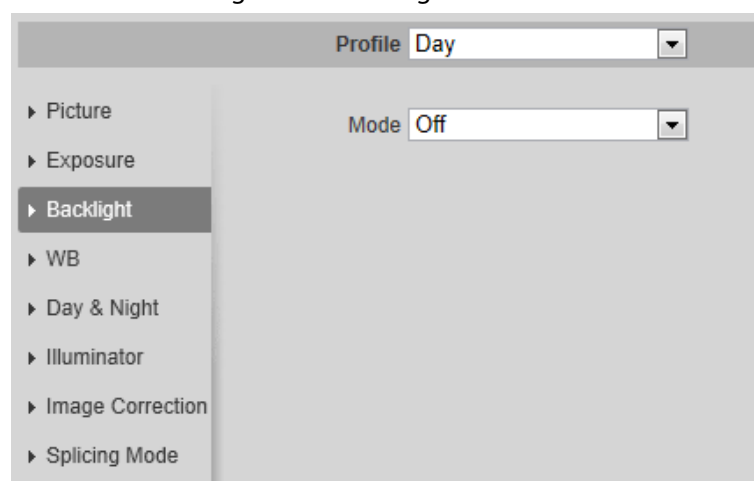 Profile Day
Picture
Mode Off
Exposure
Backlight
WB
Day & Night
Illuminator
Image Correction
Splicing Mode